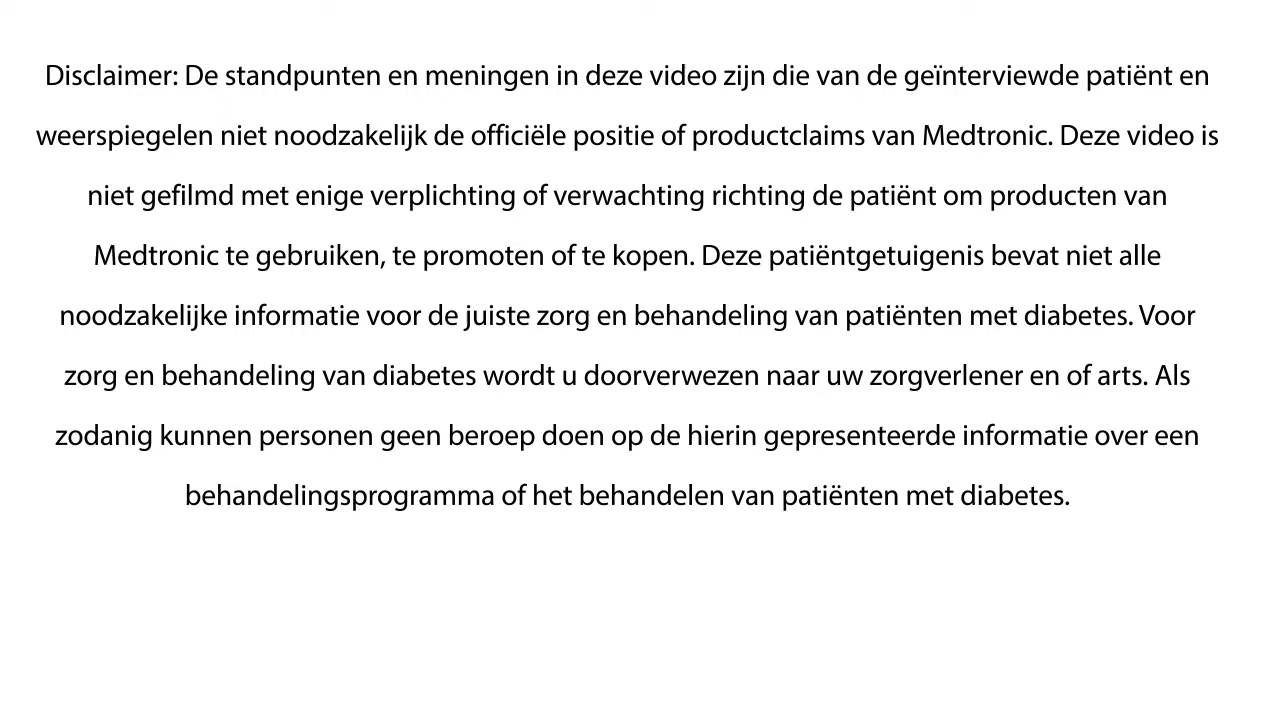 Disclaimer: De standpunten en meningen in deze video zijn die van de geïnterviewde patiënt en
weerspiegelen niet noodzakelijk de officiële positie of productclaims van Medtronic. Deze video is
niet gefilmd met enige verplichting of verwachting richting de patiënt om producten van
Medtronic te gebruiken, te promoten of te kopen. Deze patiëntgetuigenis bevat niet alle
noodzakelijke informatie voor de juiste zorg en behandeling van patiënten met diabetes. Voor
zorg en behandeling van diabetes wordt u doorverwezen naar uw zorgverlener en of arts. Als
zodanig kunnen personen geen beroep doen op de hierin gepresenteerde informatie over een
behandelingsprogramma of het behandelen van patiënten met diabetes.